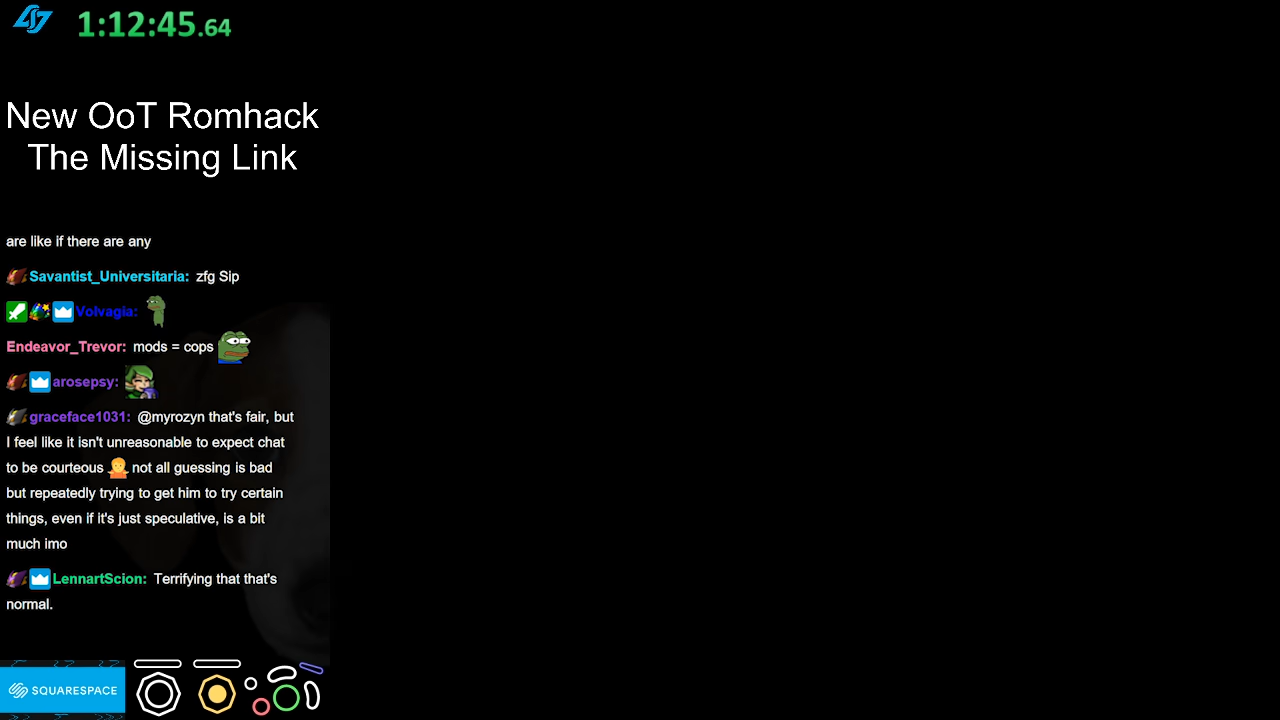 1:12:45.64
New OoT Romhack
The Missing Link
are like if there are any
Savantist_Universitaria: zfg Sip
Volvagia:
Endeavor_Trevor: mods = cops
arosepsy:
graceface1031: @myrozyn that's fair, but
I feel like it isn't unreasonable to expect chat
to be courteous not all guessing is bad
but repeatedly trying to get him to try certain
things, even if it's just speculative, is a bit
much imo
LennartScion: Terrifying that that's
normal.
SQUARESPACE